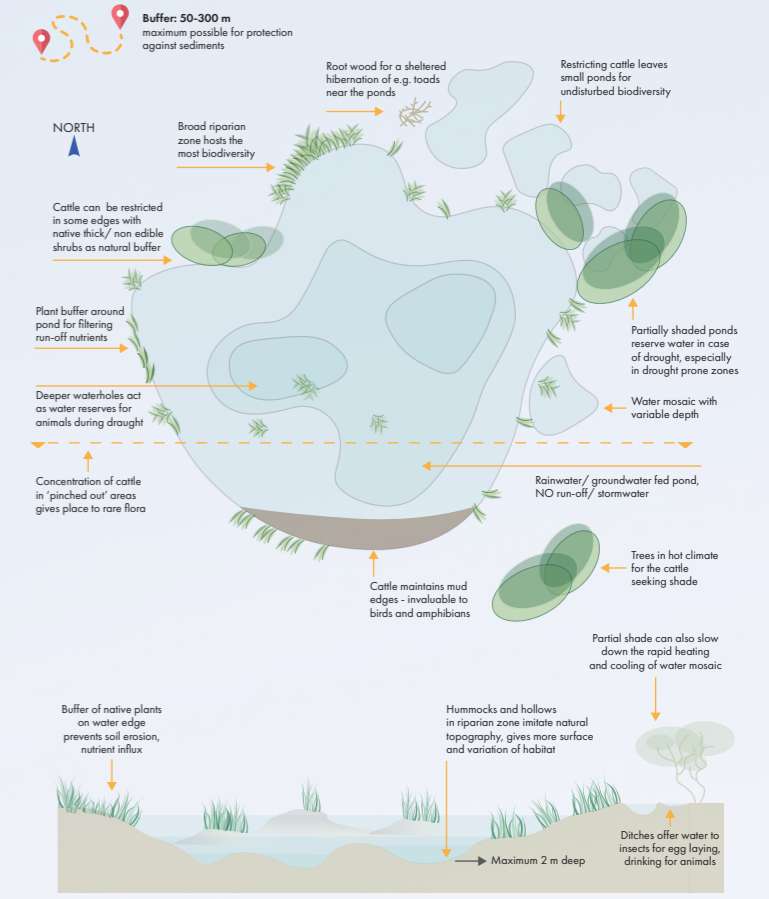 Buffer: 50-300 m
maximum possible for protection
against sediments
Root wood for a sheltered
hibernation of e.g. toads
near the ponds
Restricting cattle leaves
small ponds for
undisturbed biodiversity
NORTH
Broad riparian
zone hosts the
most biodiversity
Cattle can be restricted
in some edges with
native thick/ non edible
shrubs as natural buffer
Plant buffer around
pond for filtering
run-off nutrients
Partially shaded ponds
reserve water in case
of drought, especially
in drought prone zones
Deeper waterholes act
as water reserves for
animals during draught
Water mosaic with
variable depth
Concentration of cattle
in ‘pinched out’ areas
gives place to rare flora
Rainwater/ groundwater fed pond,
NO run-off/ stormwater
Trees in hot climate
for the cattle
seeking shade
Cattle maintains mud
edges - invaluable to
birds and amphibians
Partial shade can also slow
down the rapid heating
and cooling of water mosaic
Buffer of native plants
on water edge
prevents soil erosion,
nutrient influx
Hummocks and hollows
in riparian zone imitate natural
topography, gives more surface
and variation of habitat
Ditches offer water to
insects for egg laying,
drinking for animals
Maximum 2 m deep